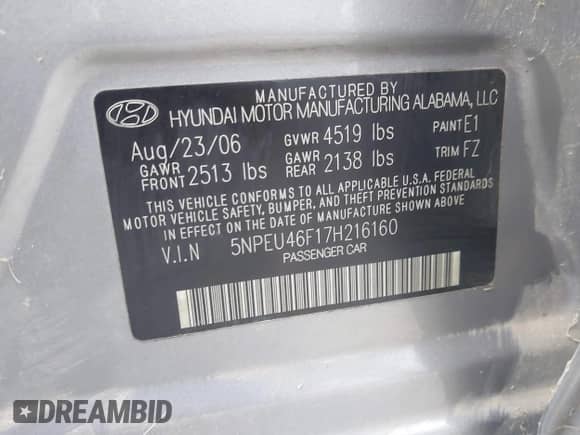 MANUFACTURED BY
HYUNDAI MOTOR MANUFACTURING ALABAMA, LLC
Aug/23/06 GVWR 4519 lbs PAINT E1
GAWR FRONT 2513 lbs GAWR REAR 2138 lbs TRIM FZ
THIS VEHICLE CONFORMS TO ALL APPLICABLE U.S.A. FEDERAL
MOTOR VEHICLE SAFETY, BUMPER, AND THEFT PREVENTION STANDARDS
IN EFFECT ON THE DATE OF MANUFACTURE SHOWN ABOVE.
V.I.N 5NPEU46F17H216160
PASSENGER CAR
DREAMBID